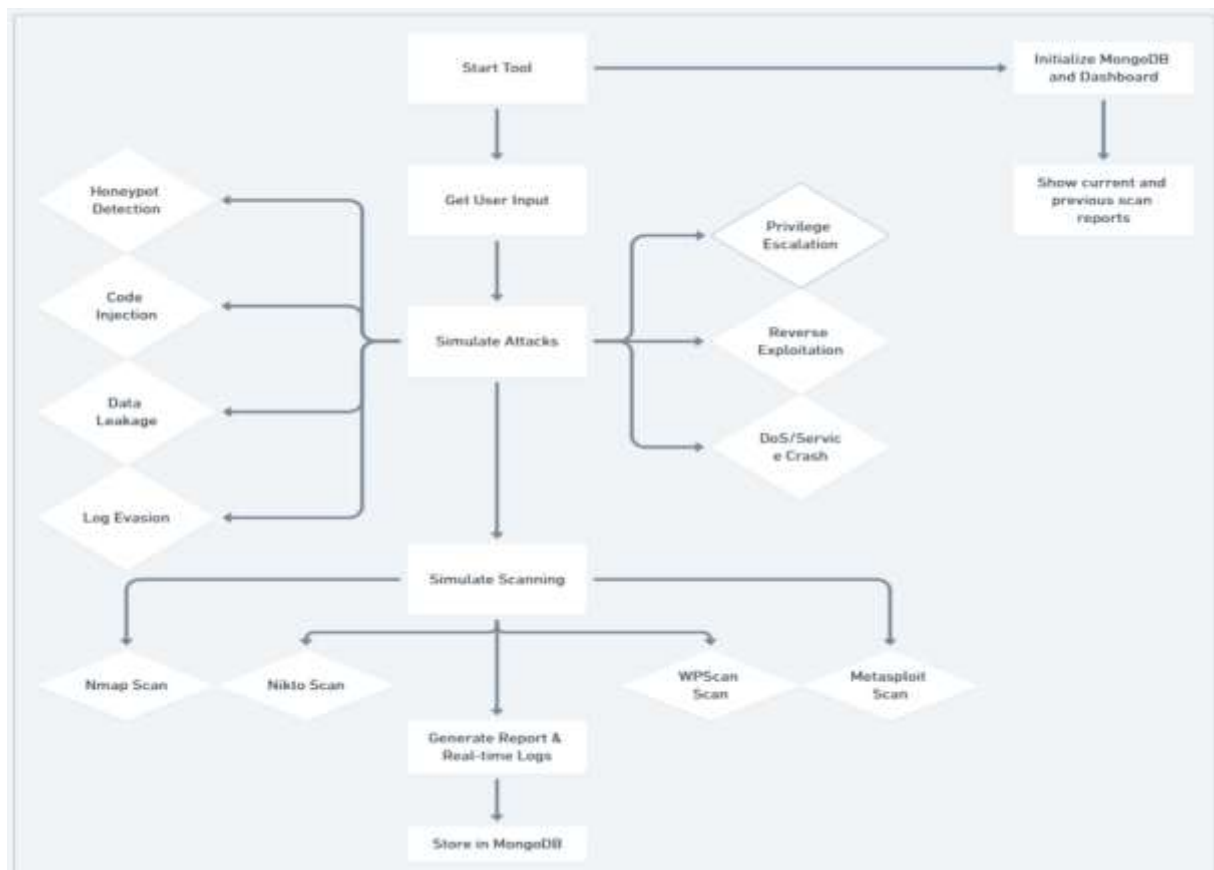 Start Tool
Initialize MongoDB
and Dashboard
Honeypot
Detection
Get User Input
Show current and
previous scan
reports
Privilege
Escalation
Code
Injection
Simulate Attacks
Reverse
Exploitation
Data
Leakage
DoS/Servic
e Crash
Log Evasion
Simulate Scanning
Nmap Scan
Nikto Scan
WPScan
Scan
Metasploit
Scan
Generate Report &
Real-time Logs
Store in MongoDB